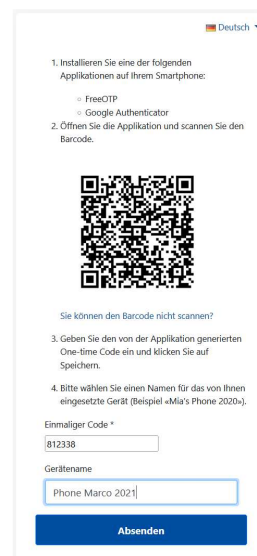 Deutsch
1. Installieren Sie eine der folgenden
Applikationen auf Ihrem Smartphone:
FreeOTP
Google Authenticator
2. Öffnen Sie die Applikation und scannen Sie den
Barcode.
Sie können den Barcode nicht scannen?
3. Geben Sie den von der Applikation generierten
One-time Code ein und klicken Sie auf
Speichern.
4. Bitte wählen Sie einen Namen für das von Ihnen
eingesetzte Gerät (Beispiel «Mia's Phone 2020»).
Einmaliger Code *
812338
Gerätename
Phone Marco 2021
Absenden